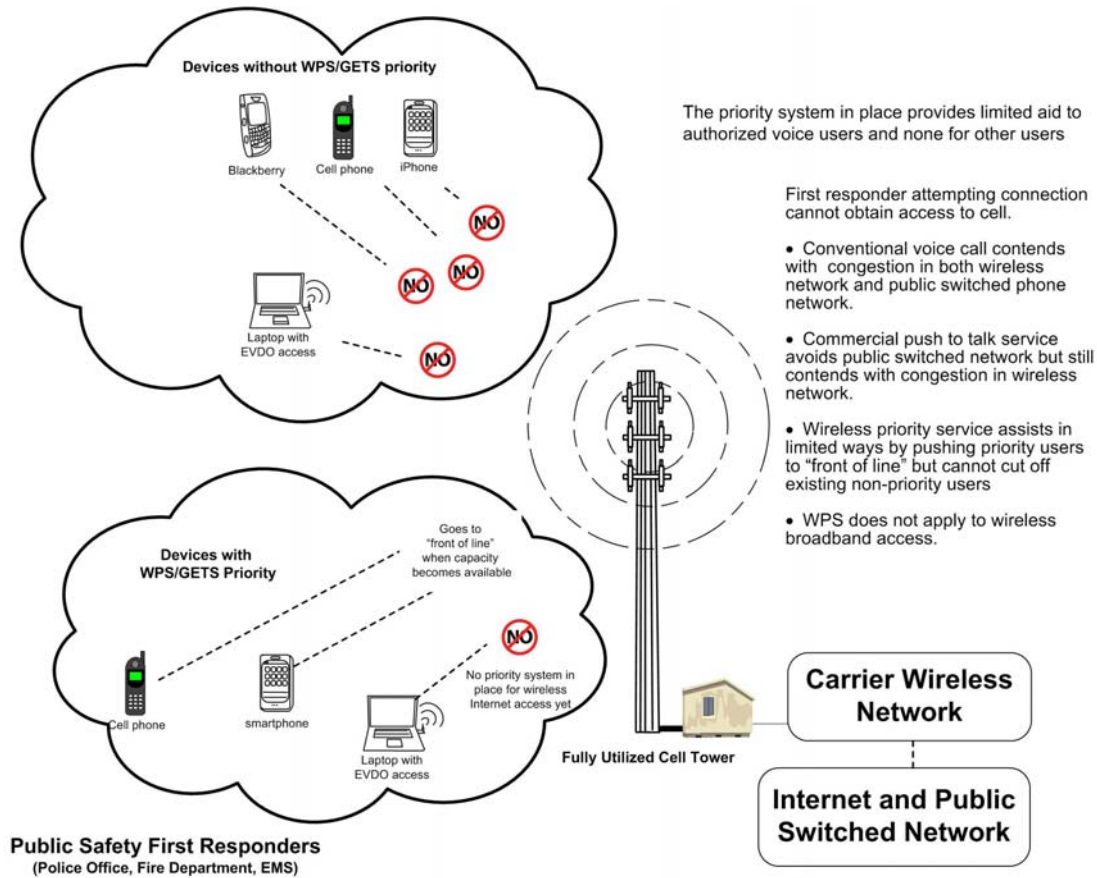 Devices without WPS/GETS priority
Blackberry
Cell phone
iPhone
NO
NO
NO
Laptop with
EVDO access
NO
The priority system in place provides limited aid to
authorized voice users and none for other users
First responder attempting connection
cannot obtain access to cell.
• Conventional voice call contends
with congestion in both wireless
network and public switched phone
network.
• Commercial push to talk service
avoids public switched network but still
contends with congestion in wireless
network.
• Wireless priority service assists in
limited ways by pushing priority users
to “front of line” but cannot cut off
existing non-priority users
• WPS does not apply to wireless
broadband access.
Devices with
WPS/GETS Priority
Goes to
“front of line”
when capacity
becomes available
NO
No priority system in
place for wireless
Internet access yet
Cell phone
smartphone
Laptop with
EVDO access
Fully Utilized Cell Tower
Carrier Wireless
Network
Internet and Public
Switched Network
Public Safety First Responders
(Police Office, Fire Department, EMS)